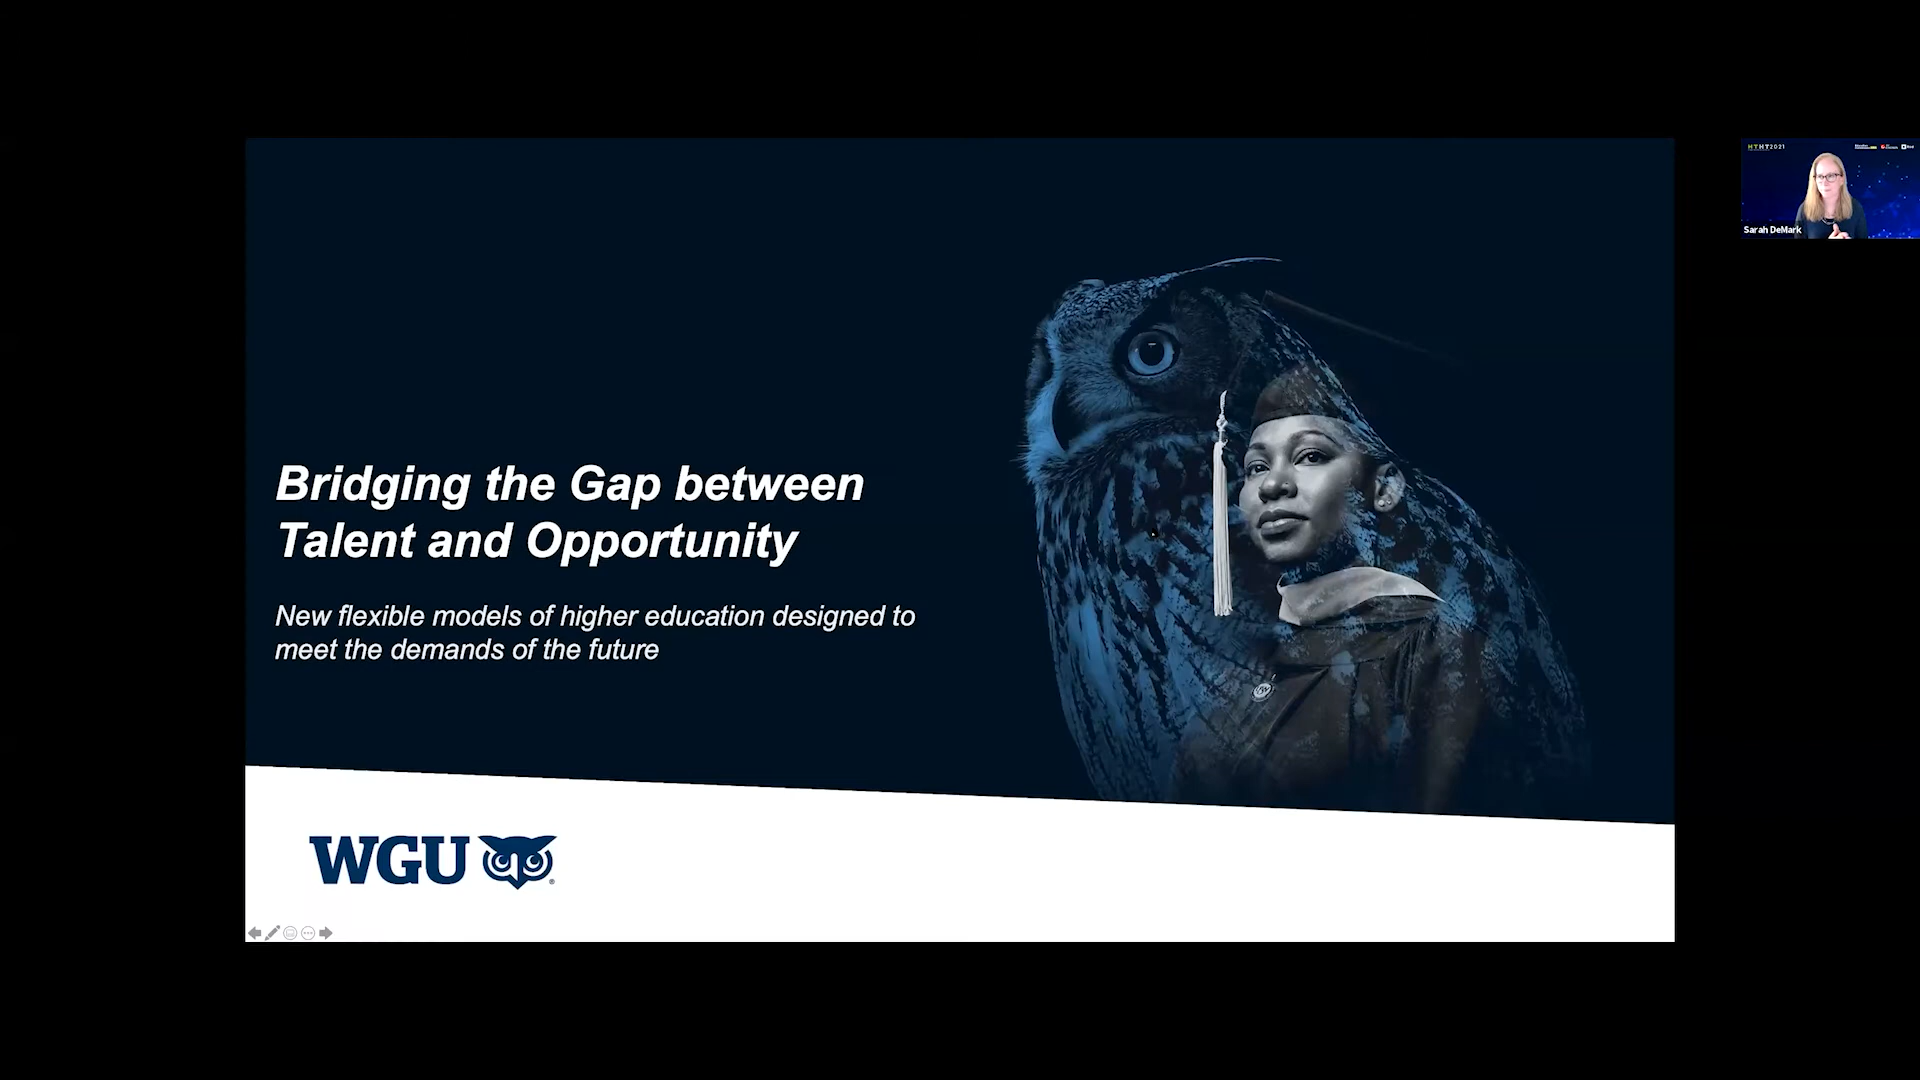 HTHT2021
Sarah DeMark
Bridging the Gap between
Talent and Opportunity
New flexible models of higher education designed to
meet the demands of the future
WGU